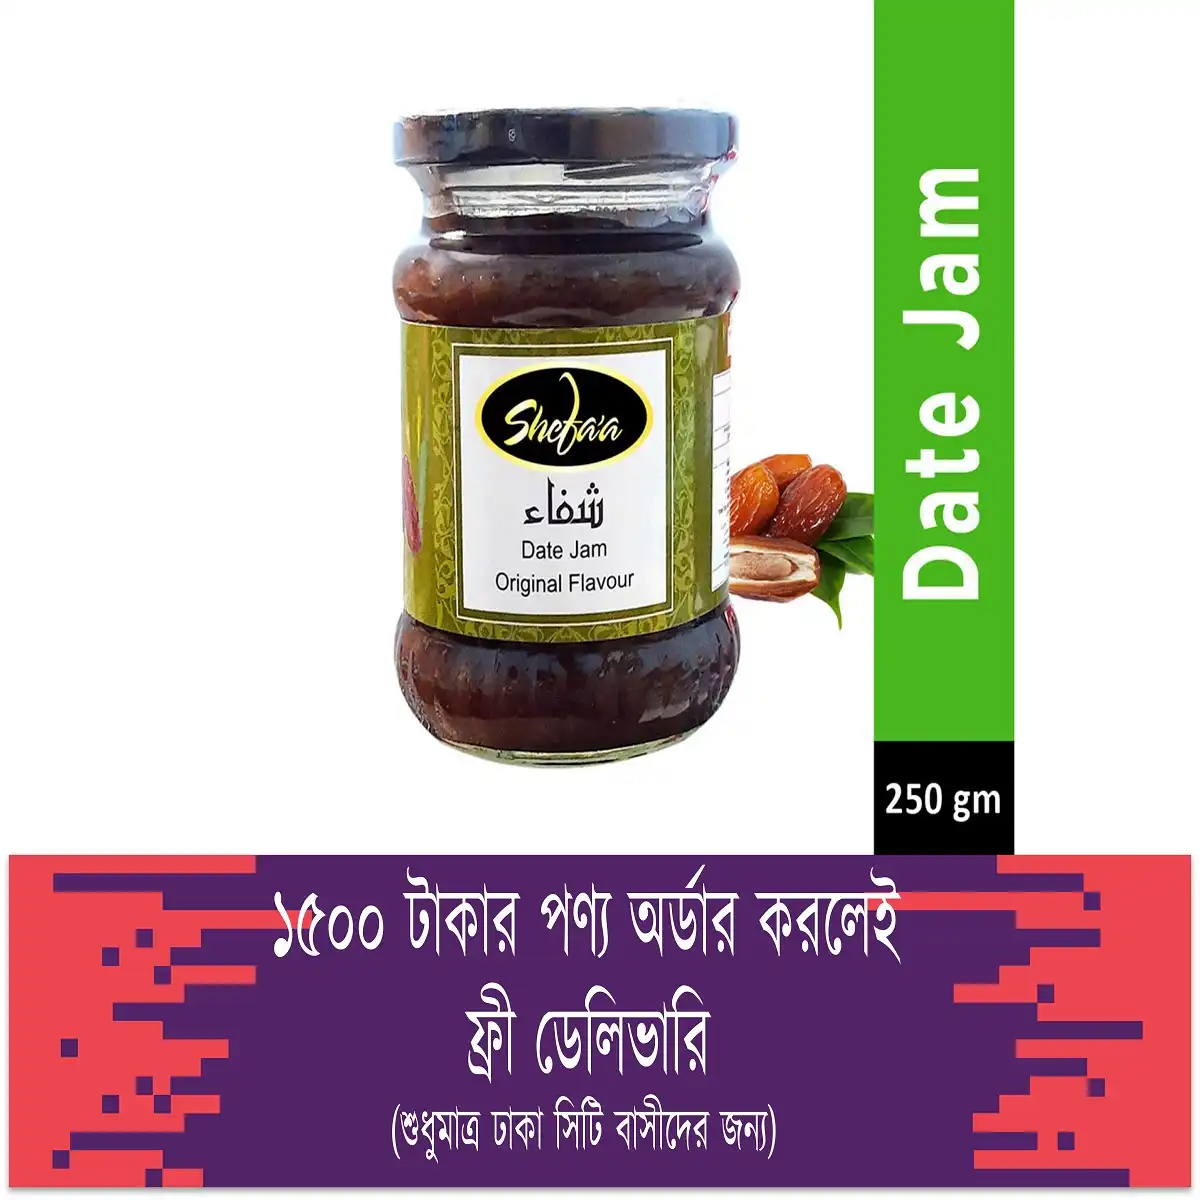 Shefa'a
شفاء
Date Jam
Original Flavour
Date Jam
250 gm
১৫০০ টাকার পণ্য অর্ডার করলেই
ফ্রী ডেলিভারি
(শুধুমাত্র ঢাকা সিটি বাসীদের জন্য)